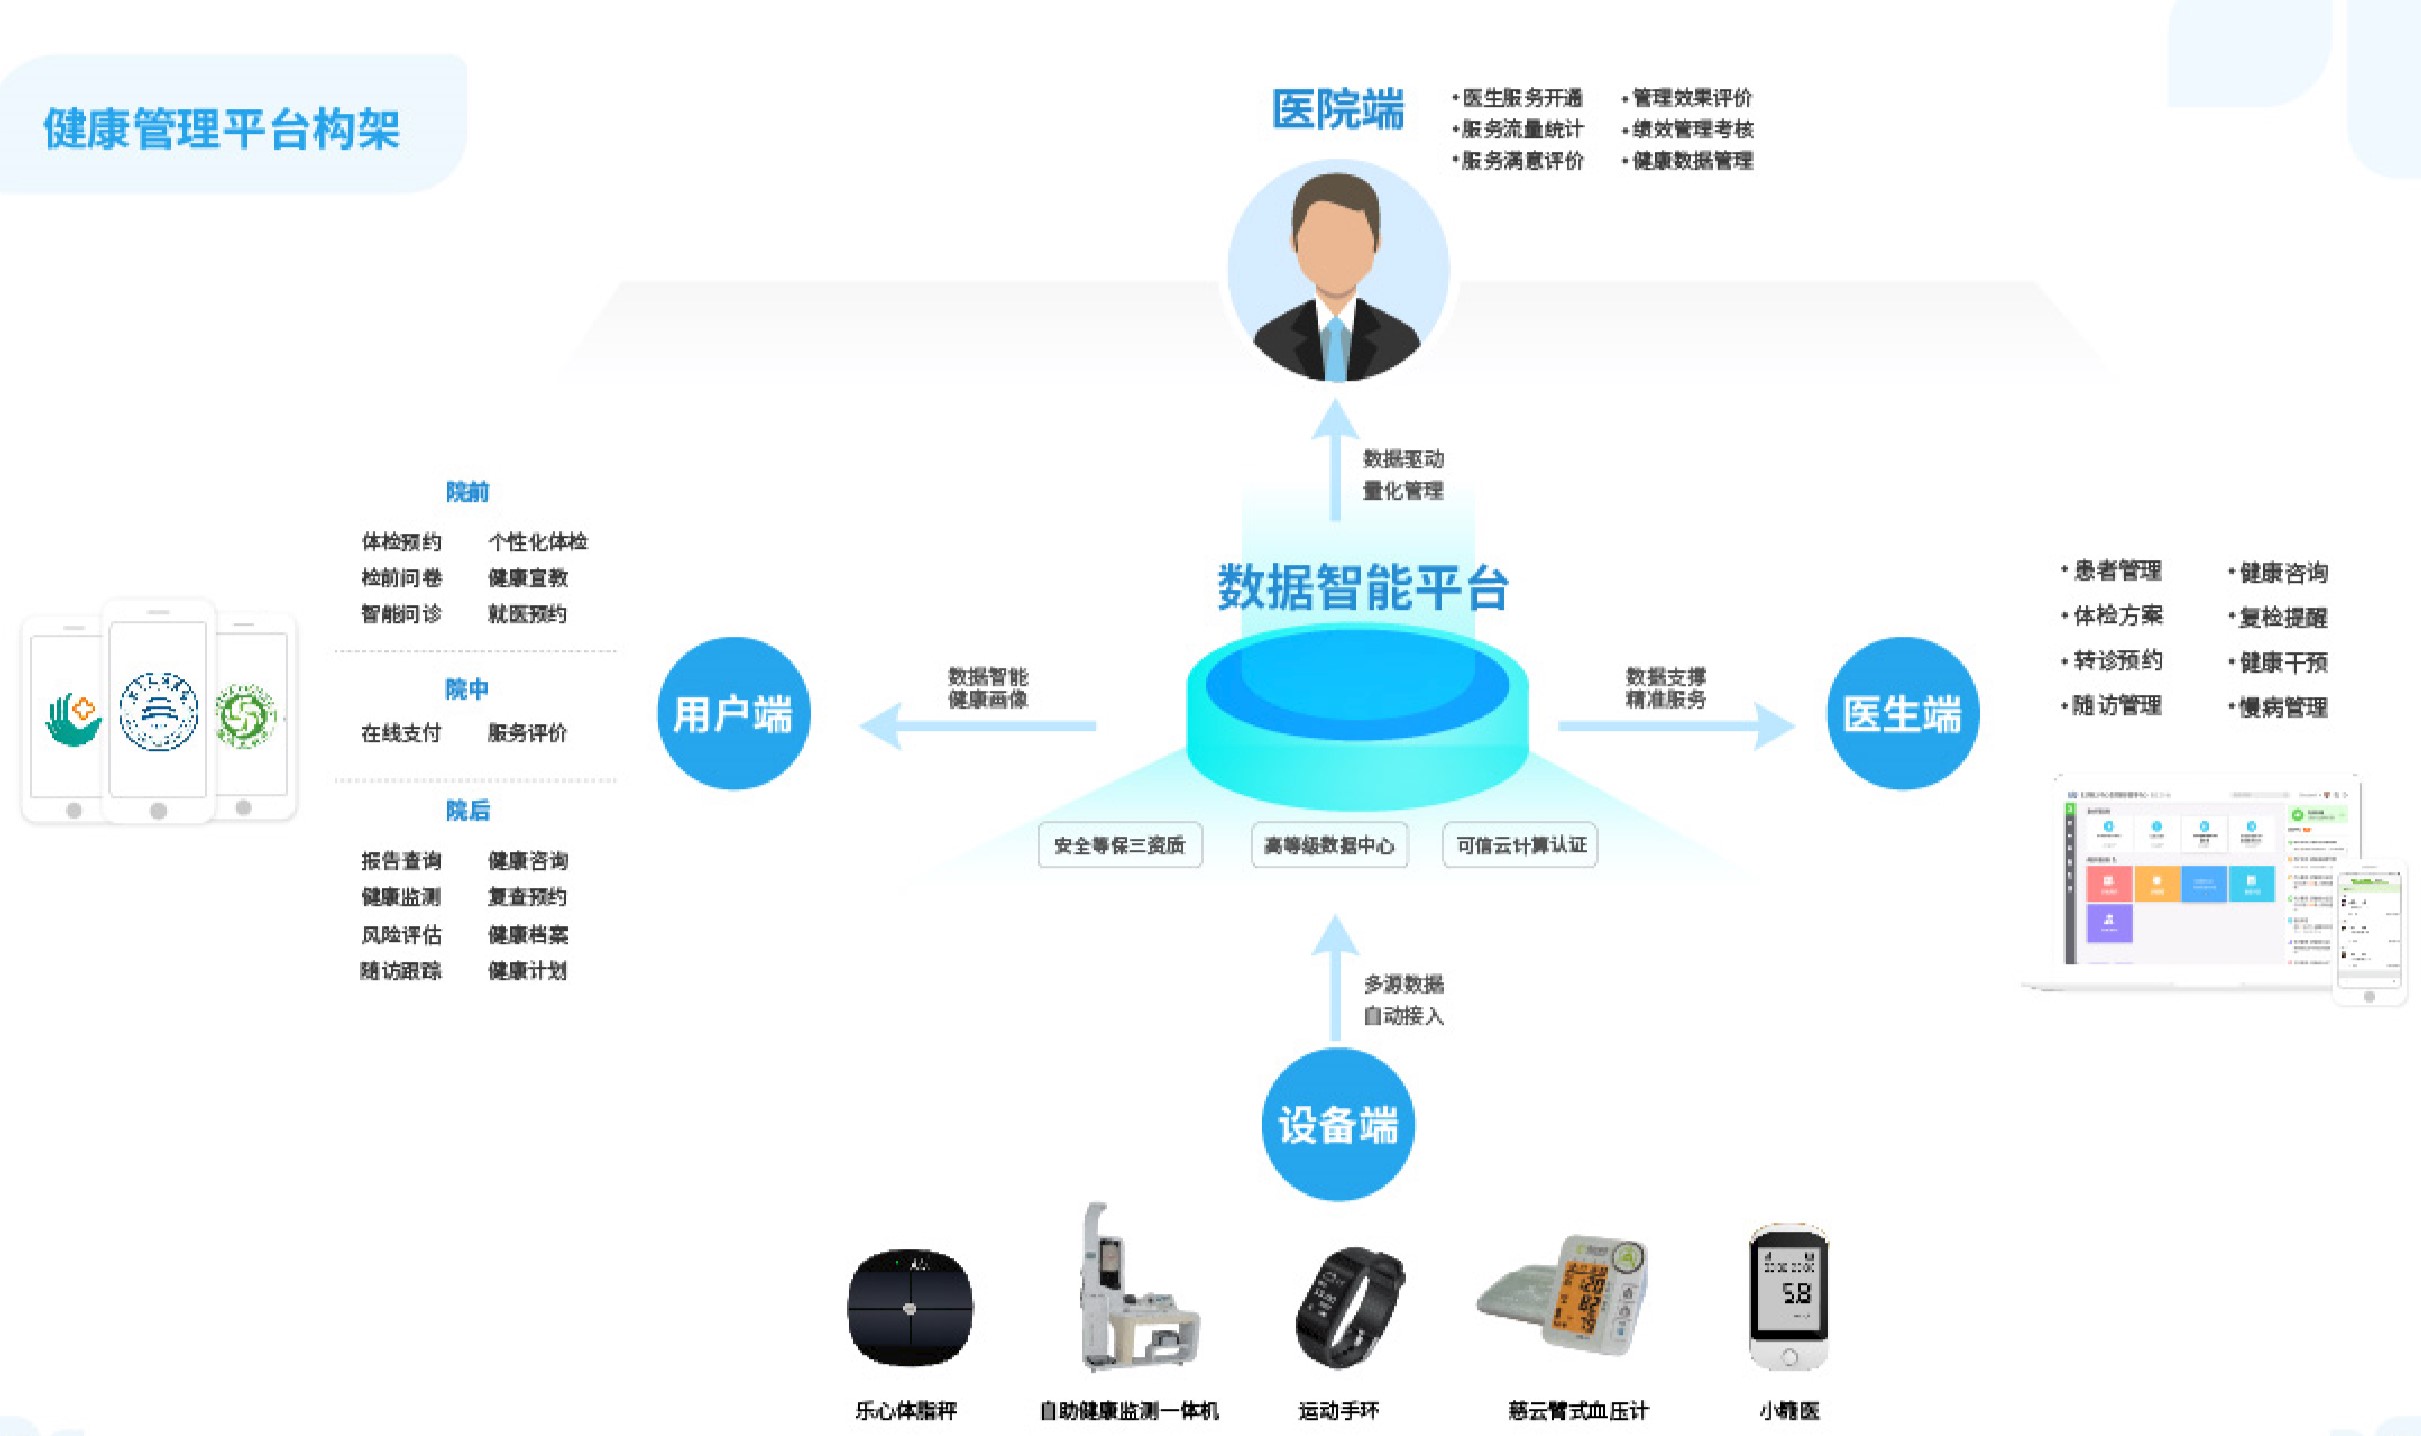 健康管理平台构架
医院端
•医生服务开通 •管理效果评价
•服务流量统计 •绩效管理考核
•服务满意评价 •健康数据管理
数据驱动
量化管理
数据智能平台
院前
体检预约 个性化体检
检前问卷 健康宣教
智能问诊 就医预约
院中
在线支付 服务评价
院后
报告查询 健康咨询
健康监测 复查预约
风险评估 健康档案
随访跟踪 健康计划
用户端
数据智能
健康画像
数据支撑
精准服务
医生端
•患者管理 •健康咨询
•体检方案 •复检提醒
•转诊预约 •健康干预
•随访管理 •慢病管理
安全等保三资质 高等级数据中心 可信云计算认证
多源数据
自动接入
设备端
5.8
乐心体脂秤 自助健康监测一体机 运动手环 慈云臂式血压计 小糖医